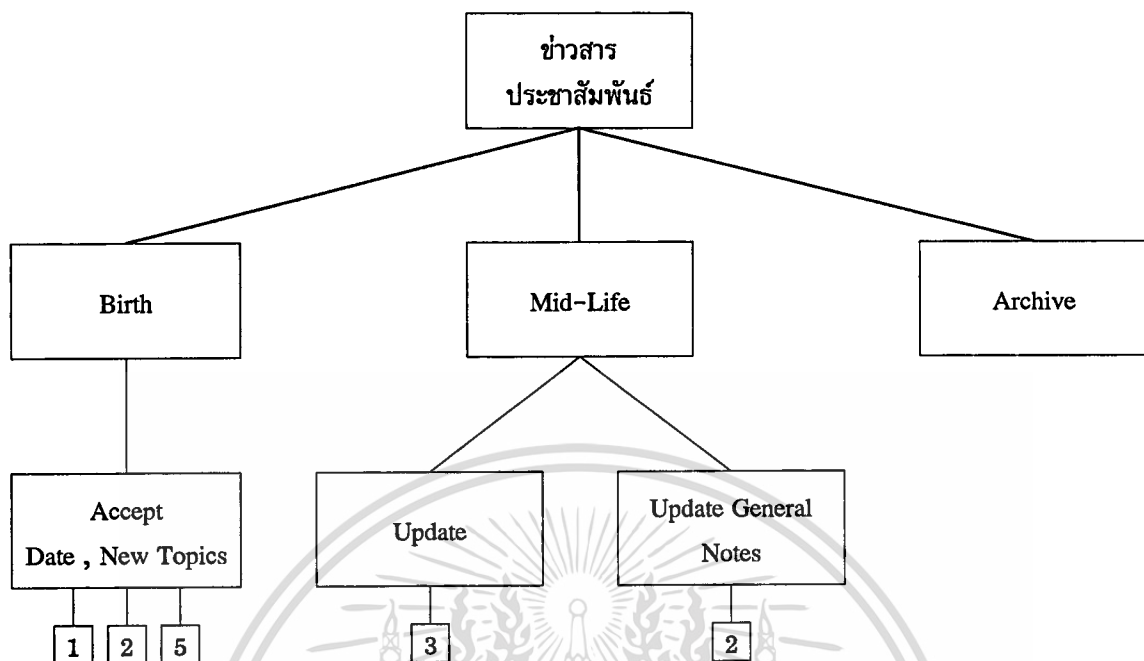 ข่าวสาร
ประชาสัมพันธ์
Birth
Mid-Life
Archive
Accept
Date , New Topics
Update
Update General
Notes
1 2 5
3
2